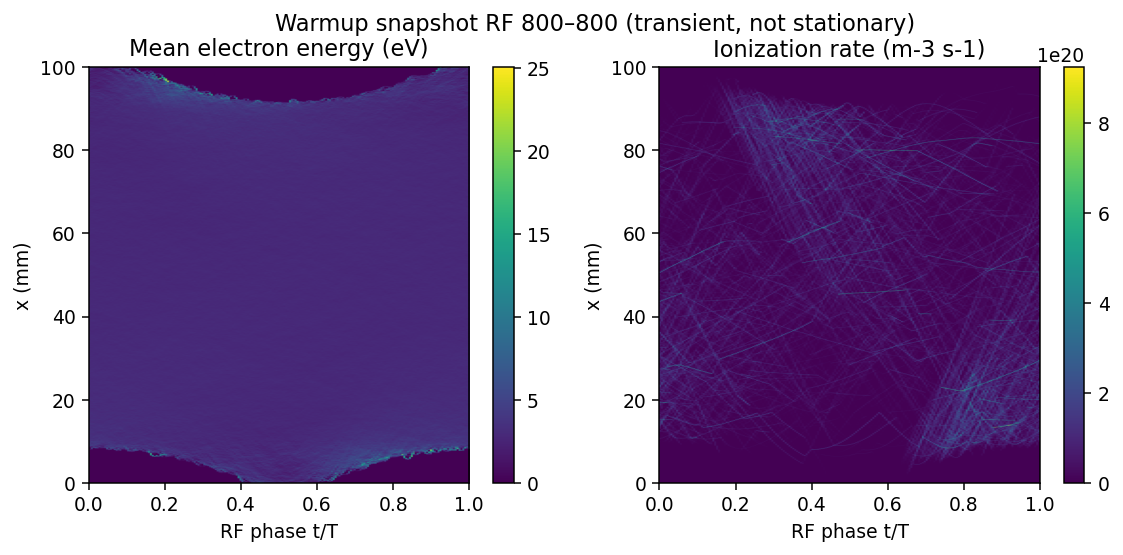 Warmup snapshot RF 800–800 (transient, not stationary)
Mean electron energy (eV)
Ionization rate (m-3 s-1)
1e20
100
80
60
40
20
0
x (mm)
0.0 0.2 0.4 0.6 0.8 1.0
RF phase t/T
25
20
15
10
5
0
100
80
60
40
20
0
x (mm)
0.0 0.2 0.4 0.6 0.8 1.0
RF phase t/T
8
6
4
2
0